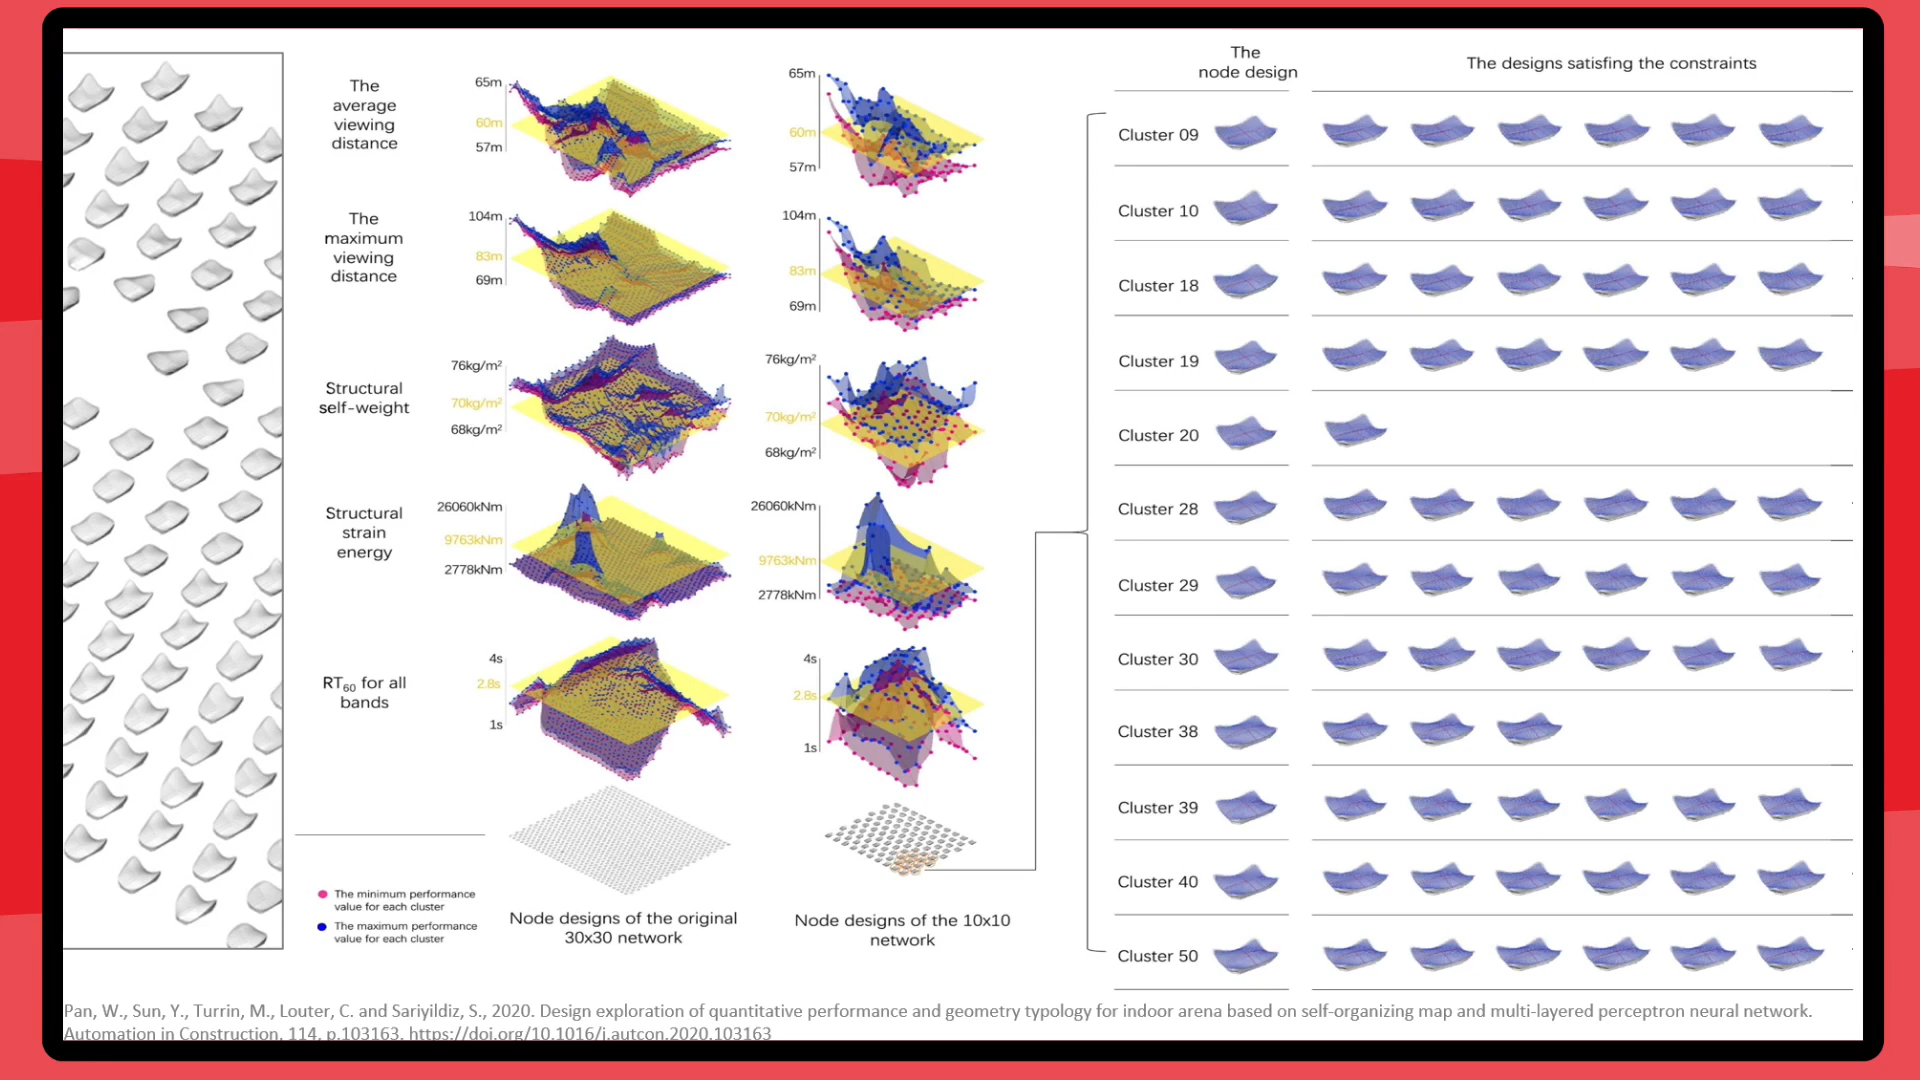 The
average
viewing
distance
65m
60m
57m
65m
60m
57m
The
maximum
viewing
distance
104m
83m
69m
104m
83m
69m
Structural
self-weight
76kg/m²
70kg/m²
68kg/m²
76kg/m²
70kg/m²
68kg/m²
Structural
strain
energy
26060kNm
9763kNm
2778kNm
26060kNm
9763kNm
2778kNm
RT60 for all
bands
4s
2.8s
1s
4s
2.8s
1s
The minimum performance
value for each cluster
The maximum performance
value for each cluster
Node designs of the original
30x30 network
Node designs of the 10x10
network
The
node design
The designs satisfing the constraints
Cluster 09
Cluster 10
Cluster 18
Cluster 19
Cluster 20
Cluster 28
Cluster 29
Cluster 30
Cluster 38
Cluster 39
Cluster 40
Cluster 50
Pan, W., Sun, Y., Turrin, M., Louter, C. and Sariyildiz, S., 2020. Design exploration of quantitative performance and geometry typology for indoor arena based on self-organizing map and multi-layered perceptron neural network.
Automation in Construction, 114, p.103163. https://doi.org/10.1016/j.autcon.2020.103163